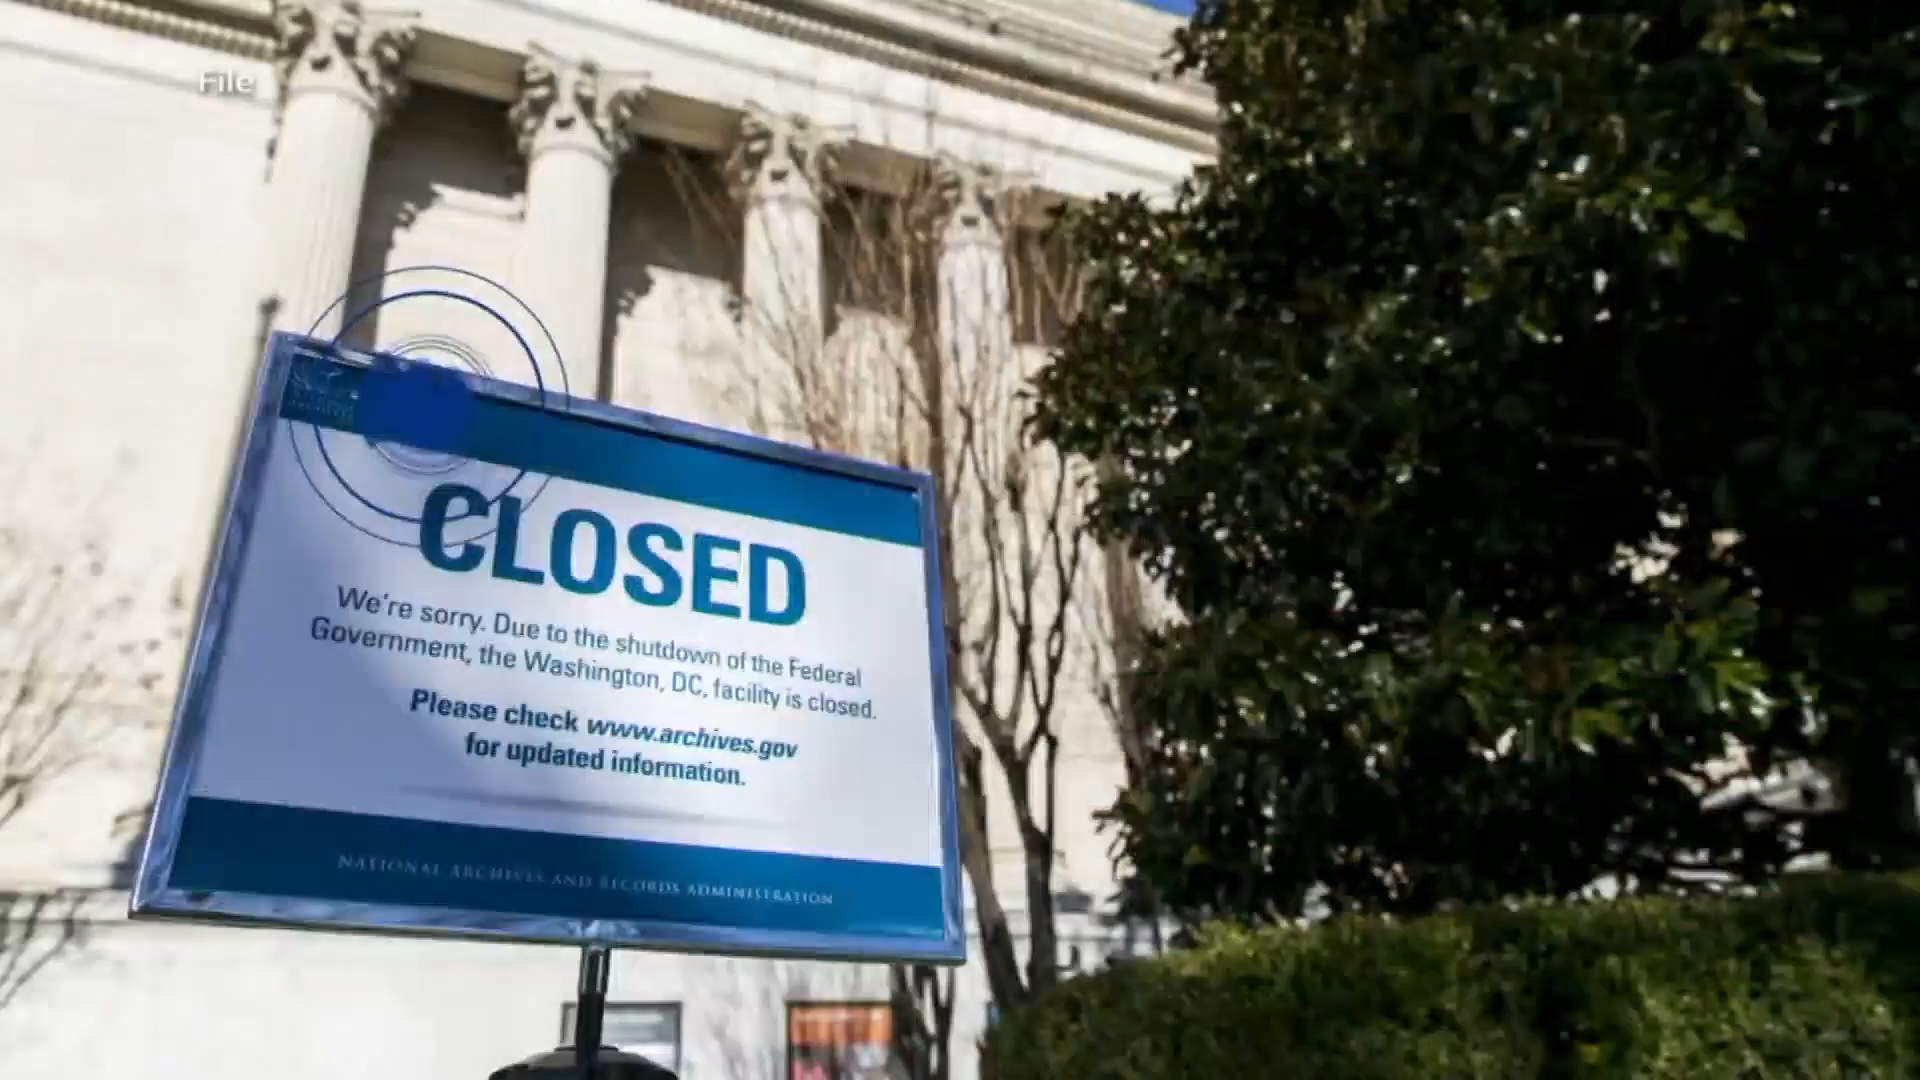 File
CLOSED
We're sorry. Due to the shutdown of the Federal
Government, the Washington, DC, facility is closed.
Please check www.archives.gov
for updated information.
NATIONAL ARCHIVES AND RECORDS ADMINISTRATION